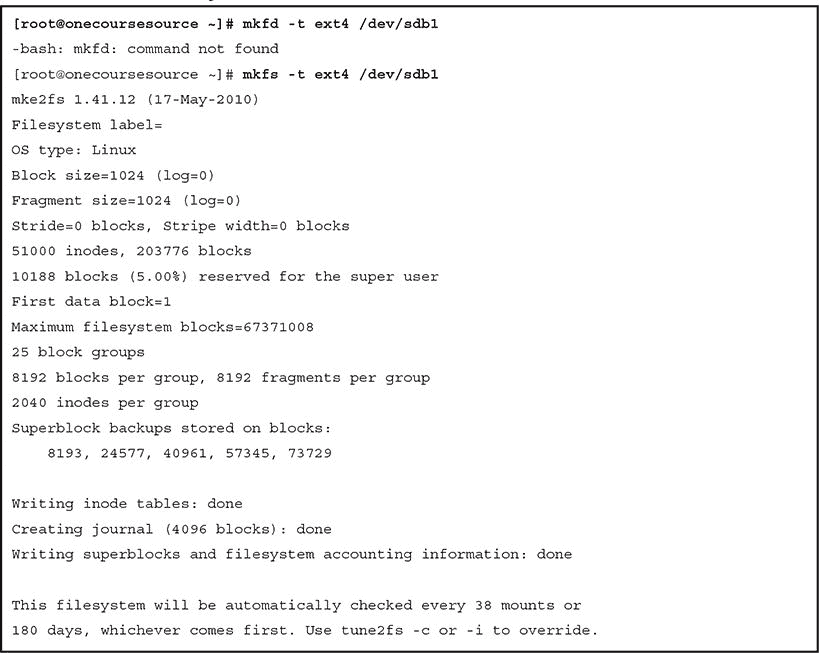 [root@onecoursesource ~]# mkfd -t ext4 /dev/sdb1
-bash: mkfd: command not found
[root@onecoursesource ~]# mkfs -t ext4 /dev/sdb1
mke2fs 1.41.12 (17-May-2010)
Filesystem label=
OS type: Linux
Block size=1024 (log=0)
Fragment size=1024 (log=0)
Stride=0 blocks, Stripe width=0 blocks
51000 inodes, 203776 blocks
10188 blocks (5.00%) reserved for the super user
First data block=1
Maximum filesystem blocks=67371008
25 block groups
8192 blocks per group, 8192 fragments per group
2040 inodes per group
Superblock backups stored on blocks:
    8193, 24577, 40961, 57345, 73729

Writing inode tables: done
Creating journal (4096 blocks): done
Writing superblocks and filesystem accounting information: done

This filesystem will be automatically checked every 38 mounts or
180 days, whichever comes first. Use tune2fs -c or -i to override.